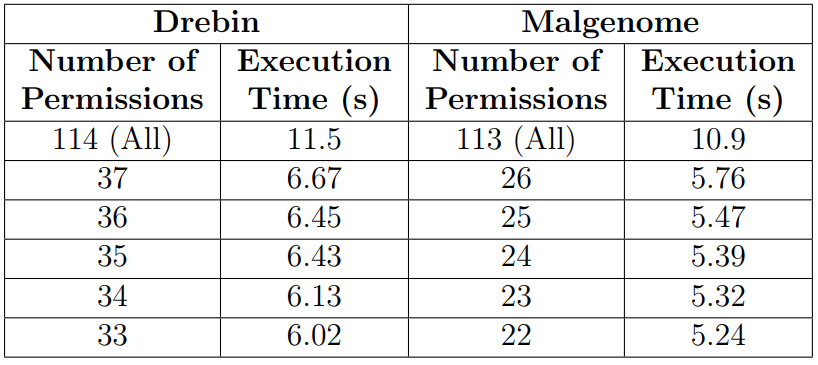 Drebin Malgenome
Number of Permissions Execution Time (s) Number of Permissions Execution Time (s)
114 (All) 11.5 113 (All) 10.9
37 6.67 26 5.76
36 6.45 25 5.47
35 6.43 24 5.39
34 6.13 23 5.32
33 6.02 22 5.24